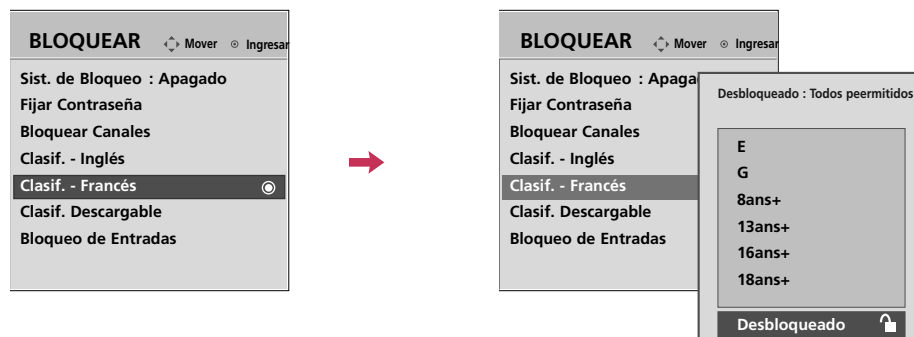 BLOQUEAR Mover Ingresar
Sist. de Bloqueo : Apagado
Fijar Contraseña
Bloquear Canales
Clasif. - Inglés
Clasif. - Francés
Clasif. Descargable
Bloqueo de Entradas
BLOQUEAR Mover Ingresar
Sist. de Bloqueo : Apaga
Fijar Contraseña
Bloquear Canales
Clasif. - Inglés
Clasif. - Francés
Clasif. Descargable
Bloqueo de Entradas
Desbloqueado : Todos peermitidos
E
G
8ans+
13ans+
16ans+
18ans+
Desbloqueado